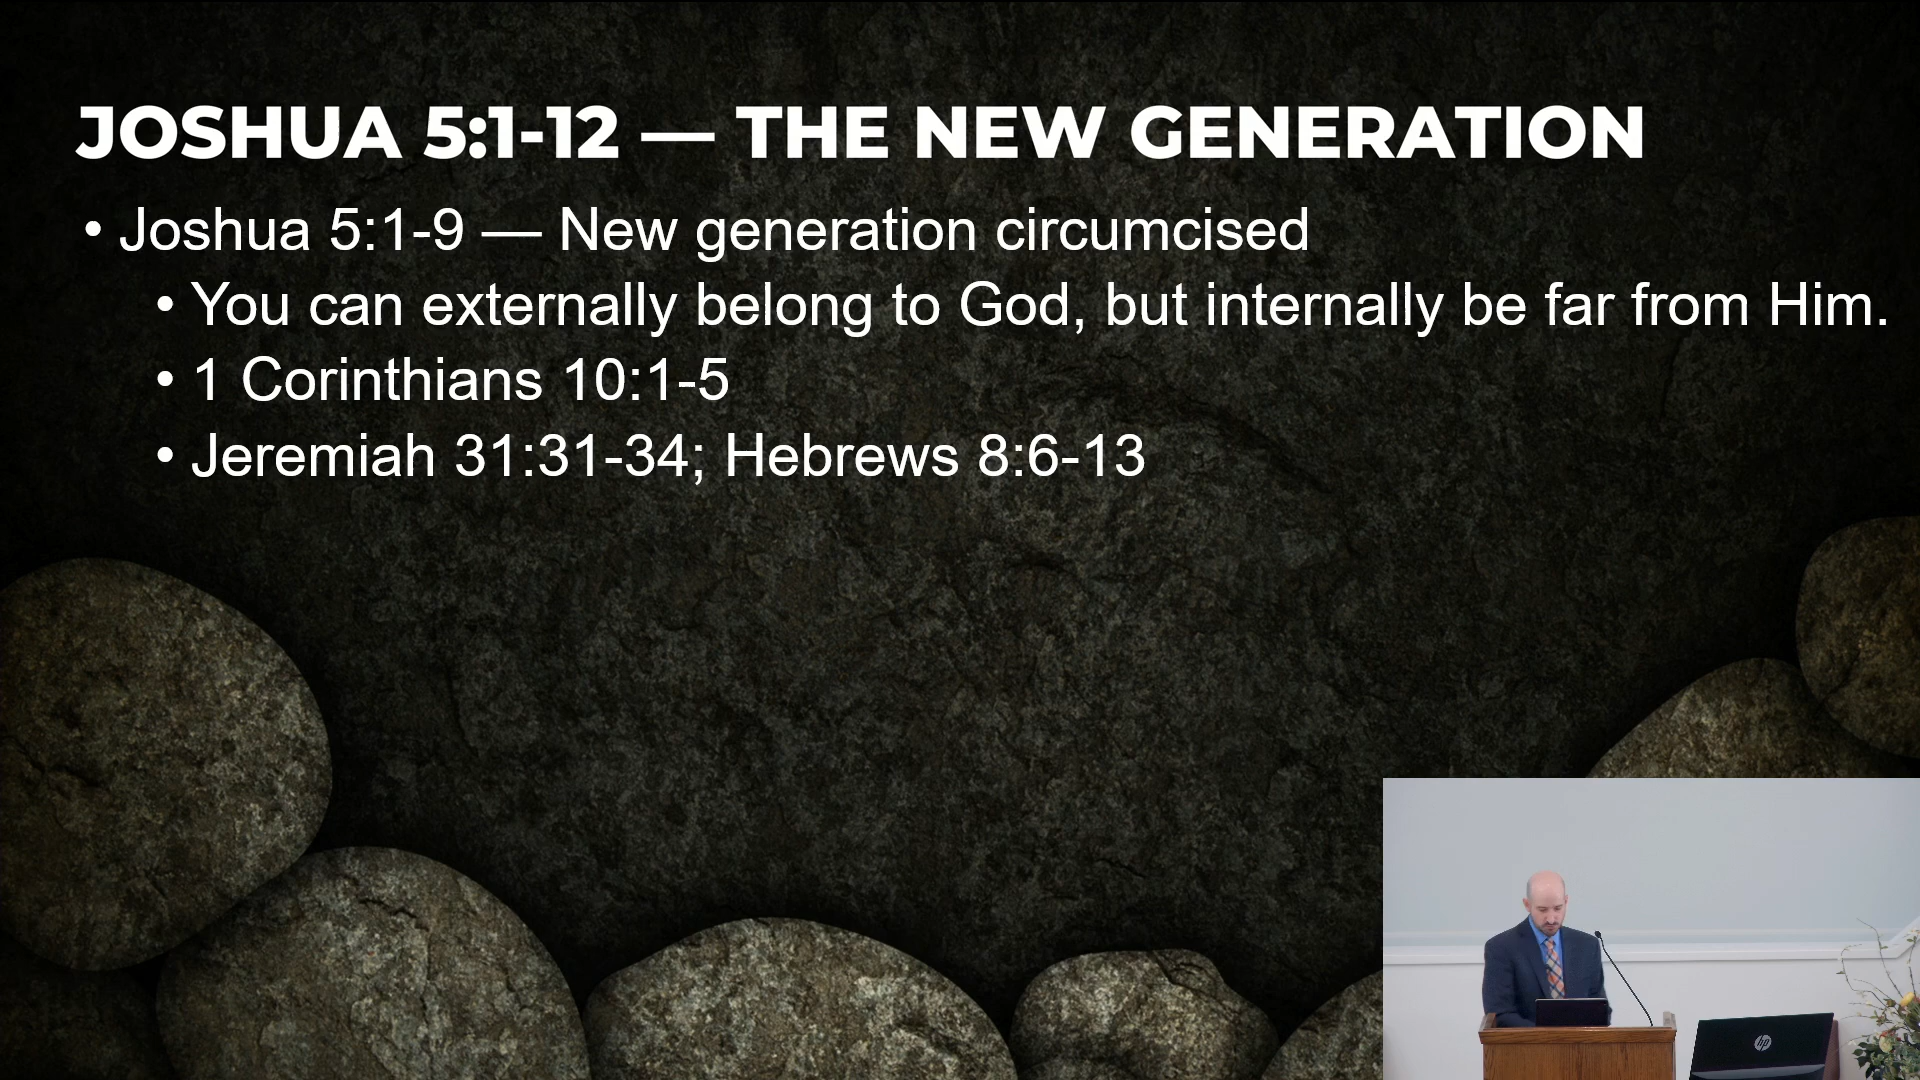 JOSHUA 5:1-12 — THE NEW GENERATION
• Joshua 5:1-9 — New generation circumcised
• You can externally belong to God, but internally be far from Him.
• 1 Corinthians 10:1-5
• Jeremiah 31:31-34; Hebrews 8:6-13
hp